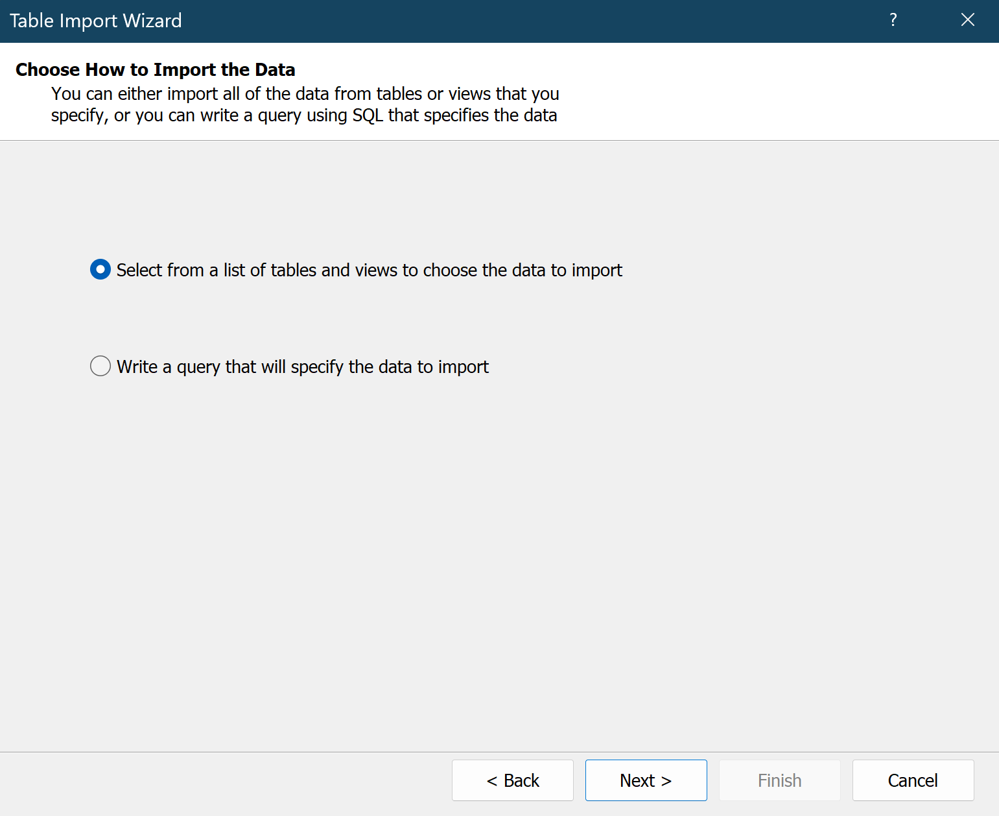 Table Import Wizard
?
Choose How to Import the Data
You can either import all of the data from tables or views that you
specify, or you can write a query using SQL that specifies the data
Select from a list of tables and views to choose the data to import
Write a query that will specify the data to import
< Back
Next >
Finish
Cancel